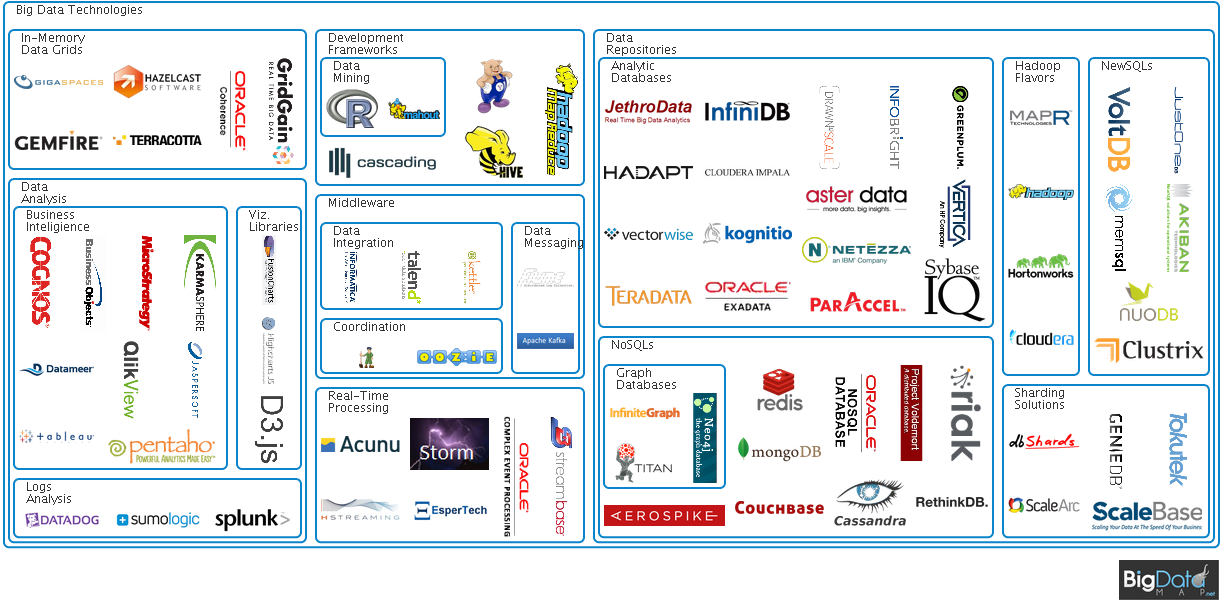 Big Data Technologies
In-Memory
Data Grids
GIGASPACES
HAZELCAST
SOFTWARE
ORACLE
Coherence
GridGain
REAL TIME BIG DATA
GEMFIRE
TERRACOTTA
Data
Analysis
Business
Inteligience
COGNOS
Business
Objects
MicroStrategy
KARMASPHERE
Datameer
QlikView
JASPERSOFT
tableau
pentaho
POWERFUL ANALYTICS MADE EASY
Viz.
Libraries
FusionCharts
Highcharts JS
D3.js
Logs
Analysis
DATADOG
sumologic
splunk>
Development
Frameworks
Data
Mining
R
mahout
cascading
HIVE
hadoop
map reduce
Middleware
Data
Integration
INFORMATICA
talend
kettle
Data
Messaging
Flume
Apache Kafka
Coordination
OOZIE
Real-Time
Processing
Acunu
Storm
ORACLE
COMPLEX EVENT PROCESSING
streambase
HSTREAMING
EsperTech
Data
Repositories
Analytic
Databases
JethroData
Real Time Big Data Analytics
INFINIDB
DRAWN to SCALE
INFOBRIGHT
GREENPLUM.
HADAPT
CLOUDERA IMPALA
aster data
more data. big insights.
VERTICA
An HP Company
vectorwise
kognitio
N NETEZZA
an IBM Company
TERADATA
ORACLE
EXADATA
PARACCEL
Sybase
IQ
NoSQLs
Graph
Databases
InfiniteGraph
Neo4j
the graph database
TITAN
redis
ORACLE
NOSQL
DATABASE
Project Voldemort
A distributed database.
riak
mongoDB
AEROSPIKE
COUCHBASE
Cassandra
RethinkDB.
Hadoop
Flavors
MAPR
TECHNOLOGIES
hadoop
Hortonworks
cloudera
NewSQLs
VoltDB
JustOneDB
memsql
AKIBAN
NUODB
Clustrix
Sharding
Solutions
dbShards
GENIEDB
Tokutek
ScaleArc
ScaleBase
Scaling Your Data At The Speed Of Your Business
BigData
MAP.net